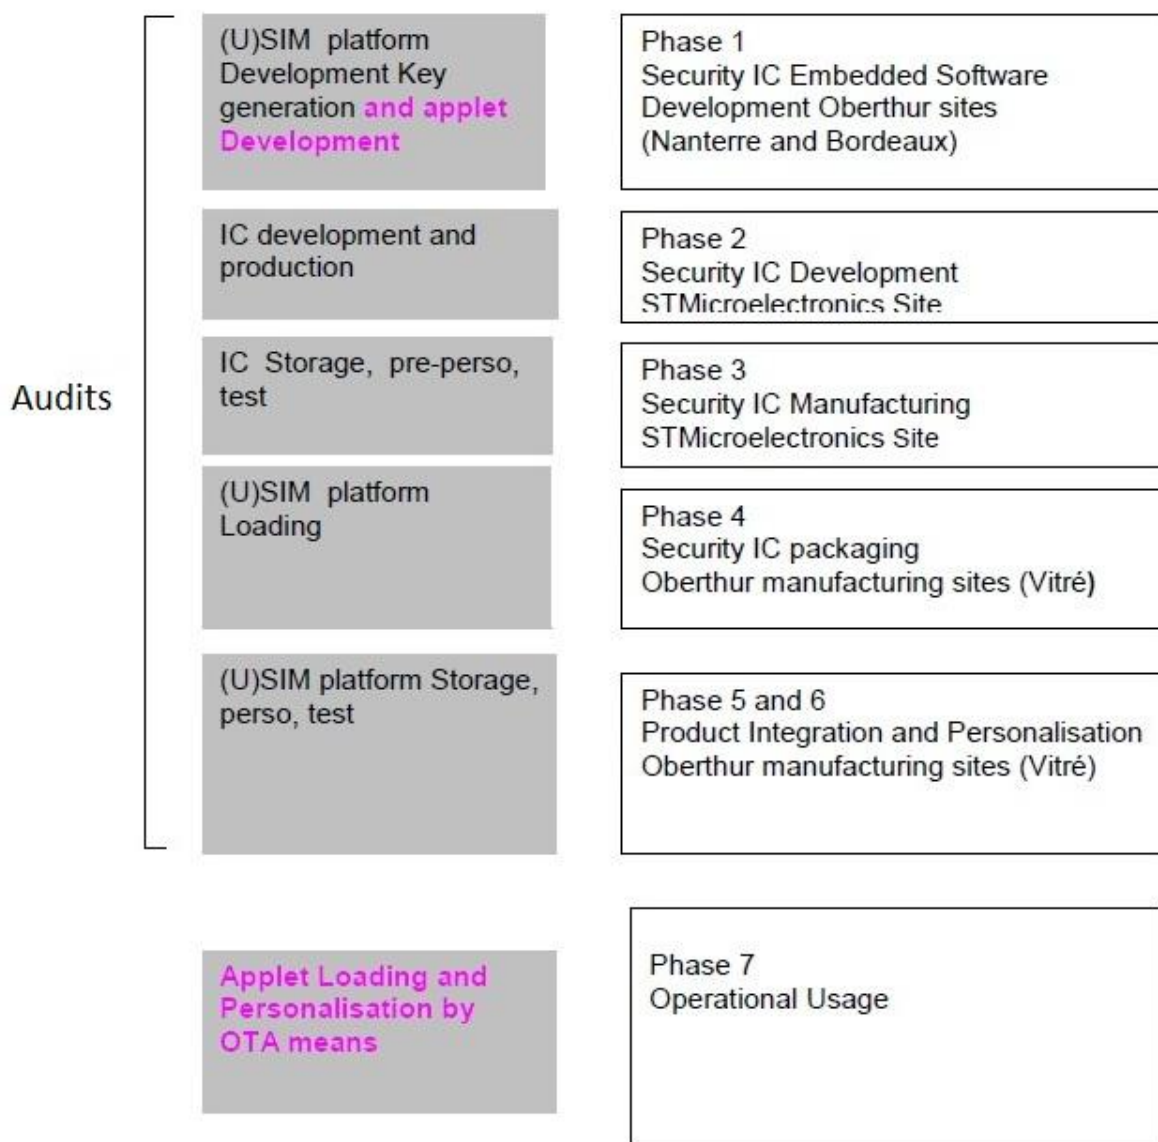 (U)SIM platform
Development Key
generation and applet
Development
Phase 1
Security IC Embedded Software
Development Oberthur sites
(Nanterre and Bordeaux)
IC development and
production
Phase 2
Security IC Development
STMicroelectronics Site
Audits
IC Storage, pre-perso,
test
Phase 3
Security IC Manufacturing
STMicroelectronics Site
(U)SIM platform
Loading
Phase 4
Security IC packaging
Oberthur manufacturing sites (Vitré)
(U)SIM platform Storage,
perso, test
Phase 5 and 6
Product Integration and Personalisation
Oberthur manufacturing sites (Vitré)
Applet Loading and
Personalisation by
OTA means
Phase 7
Operational Usage